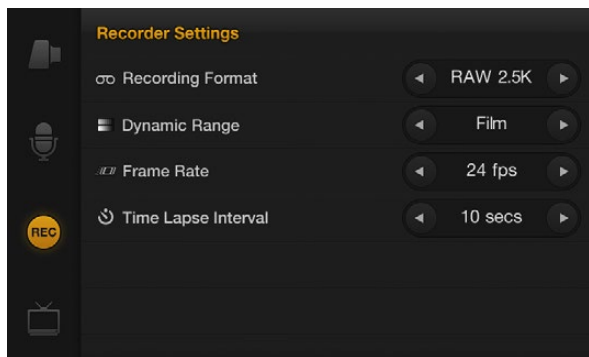 Recorder Settings
Recording Format RAW 2.5K
Dynamic Range Film
Frame Rate 24 fps
Time Lapse Interval 10 secs
REC